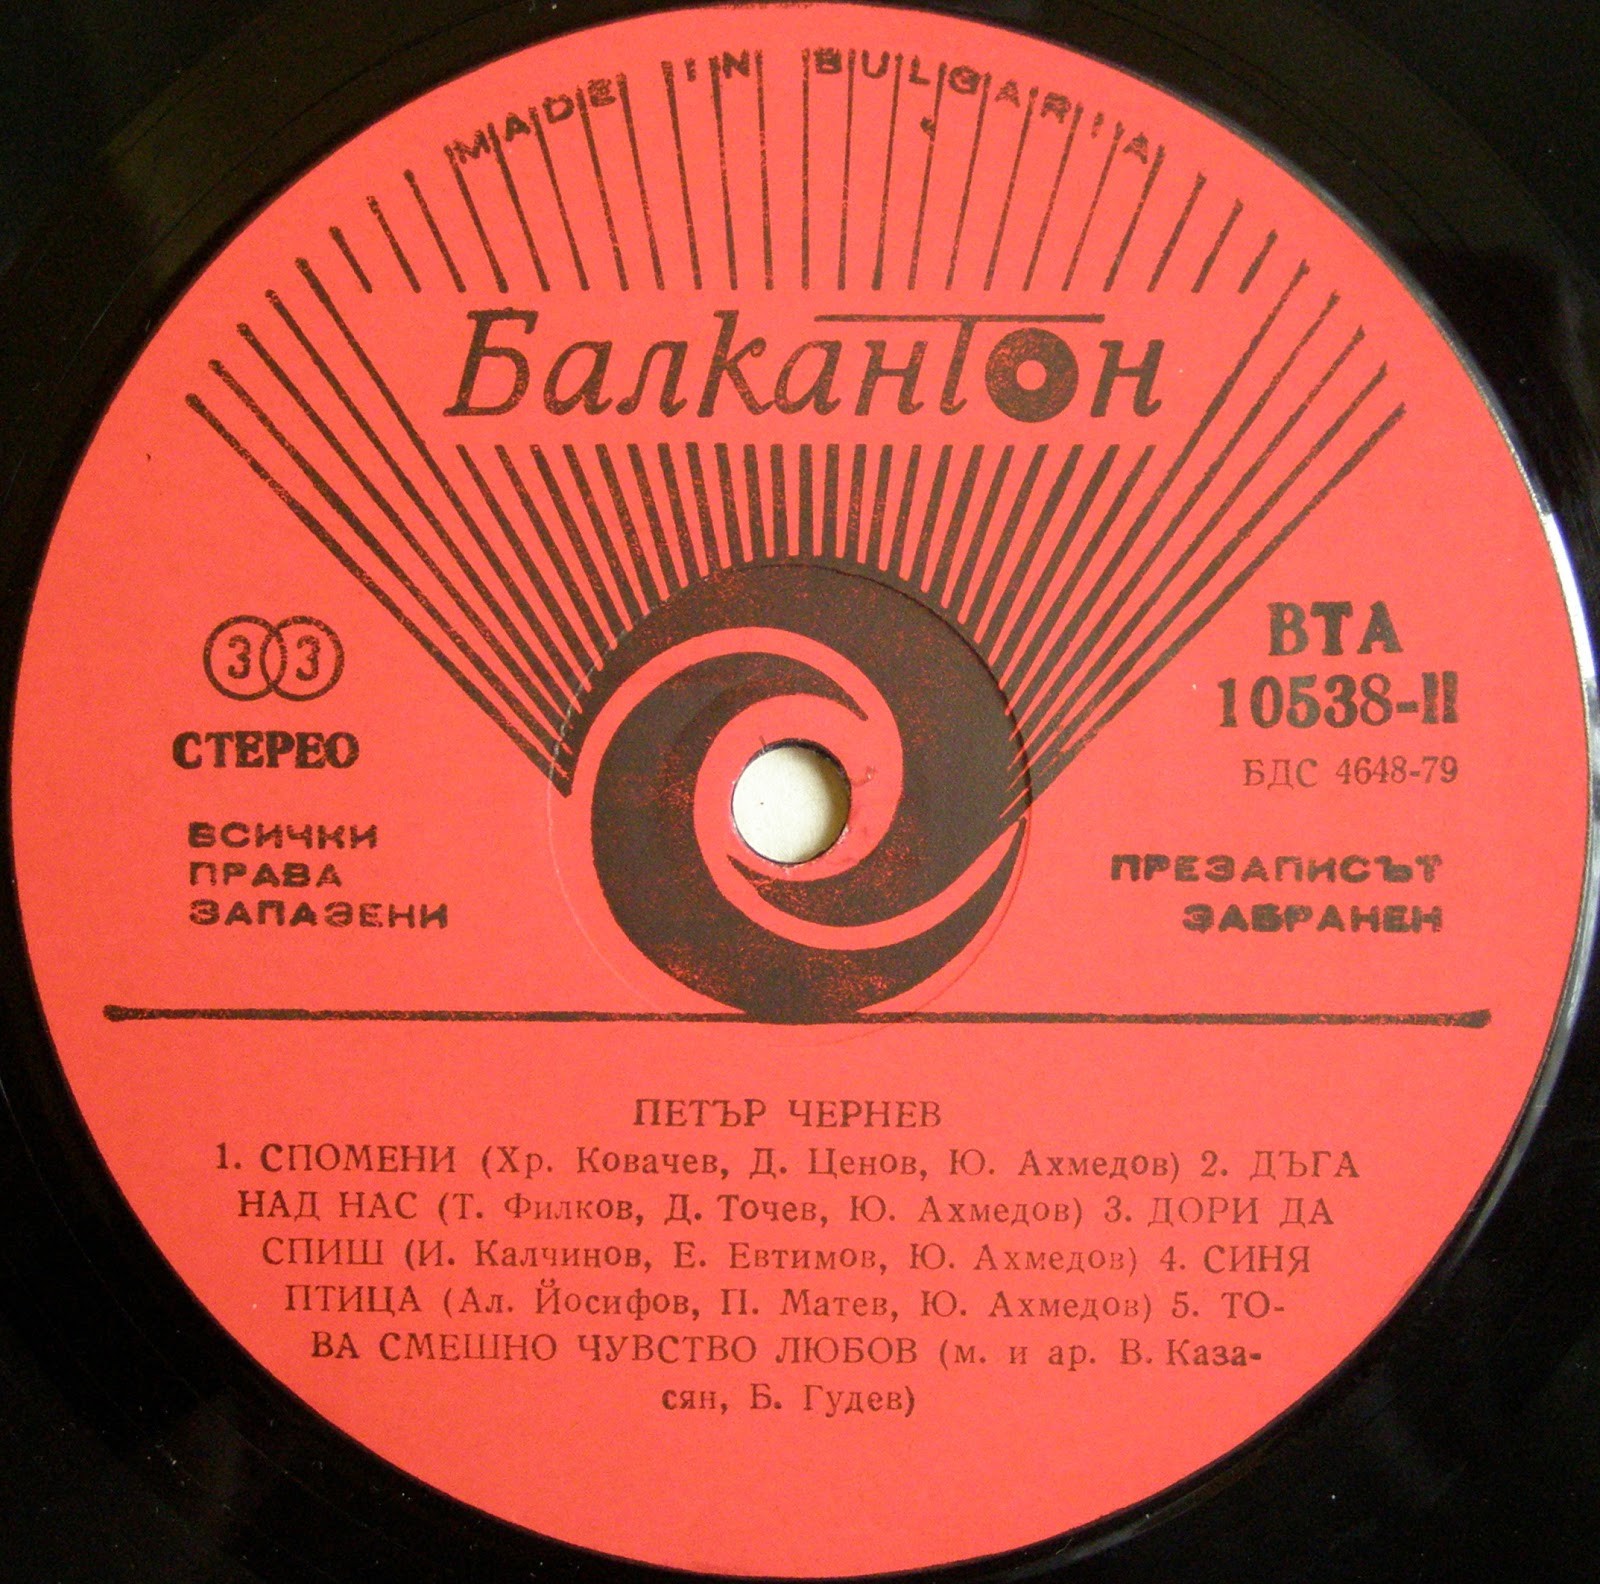 MADE IN BULGARIA
Балкантон
33
СТЕРЕО
ВСИЧКИ
ПРАВА
ЗАПАЗЕНИ
ВТА
10538-II
БДС 4648-79
ПРЕЗАПИСЪТ
ЗАБРАНЕН
ПЕТЪР ЧЕРНЕВ
1. СПОМЕНИ (Хр. Ковачев, Д. Ценов, Ю. Ахмедов) 2. ДЪГА
НАД НАС (Т. Филков, Д. Точев, Ю. Ахмедов) 3. ДОРИ ДА
СПИШ (И. Калчинов, Е. Евтимов, Ю. Ахмедов) 4. СИНЯ
ПТИЦА (Ал. Йосифов, П. Матев, Ю. Ахмедов) 5. ТО-
ВА СМЕШНО ЧУВСТВО ЛЮБОВ (м. и ар. В. Каза-
сян, Б. Гудев)